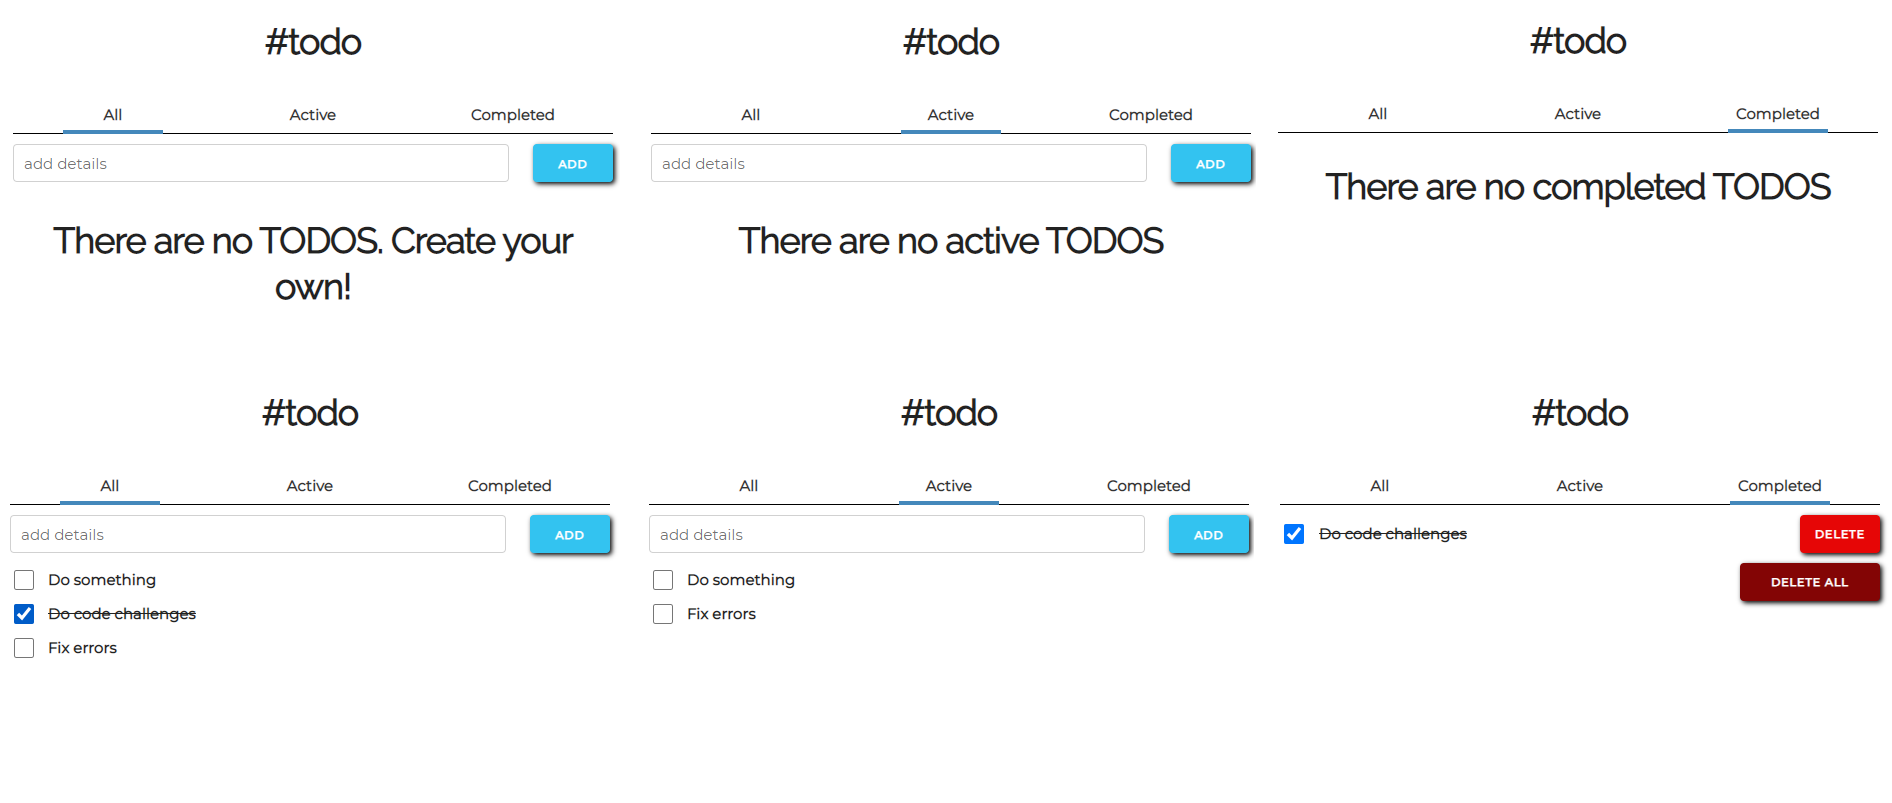 #todo
All Active Completed
add details ADD
There are no TODOS. Create your
own!
#todo
All Active Completed
add details ADD
There are no active TODOS
#todo
All Active Completed
There are no completed TODOS
#todo
All Active Completed
add details ADD
Do something
Do code challenges
Fix errors
#todo
All Active Completed
add details ADD
Do something
Fix errors
#todo
All Active Completed
Do code challenges DELETE
DELETE ALL